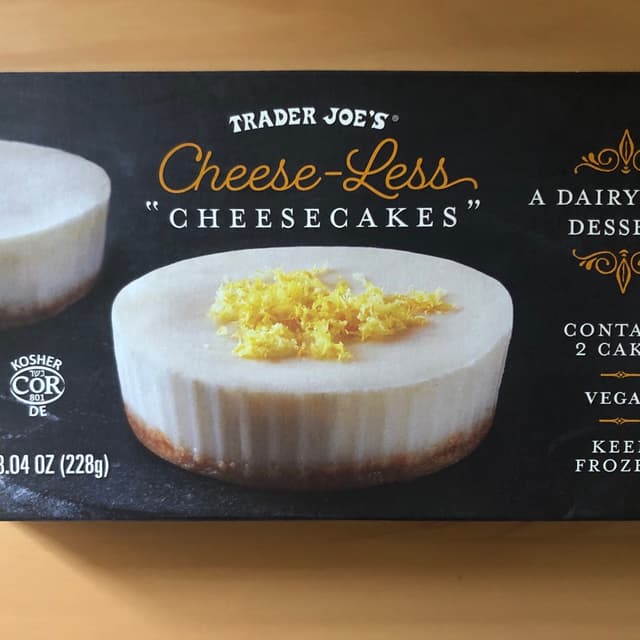 TRADER JOE'S®
Cheese-Less
"CHEESECAKES"
A DAIRY
DESSE
CONTA
2 CAK
VEGA
KEE
FROZE
KOSHER
COR
כשר
801
DE
8.04 OZ (228g)